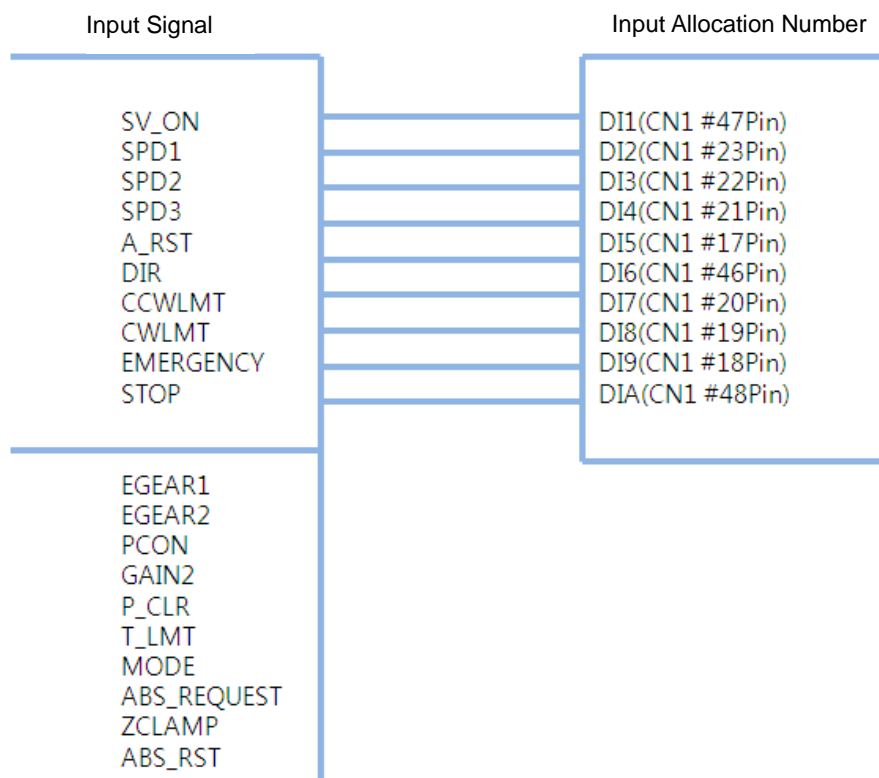 Input Signal
Input Allocation Number
SV_ON
DI1(CN1 #47Pin)
SPD1
DI2(CN1 #23Pin)
SPD2
DI3(CN1 #22Pin)
SPD3
DI4(CN1 #21Pin)
A_RST
DI5(CN1 #17Pin)
DIR
DI6(CN1 #46Pin)
CCWLMT
DI7(CN1 #20Pin)
CWLMT
DI8(CN1 #19Pin)
EMERGENCY
DI9(CN1 #18Pin)
STOP
DIA(CN1 #48Pin)
EGEAR1
EGEAR2
PCON
GAIN2
P_CLR
T_LMT
MODE
ABS_REQUEST
ZCLAMP
ABS_RST